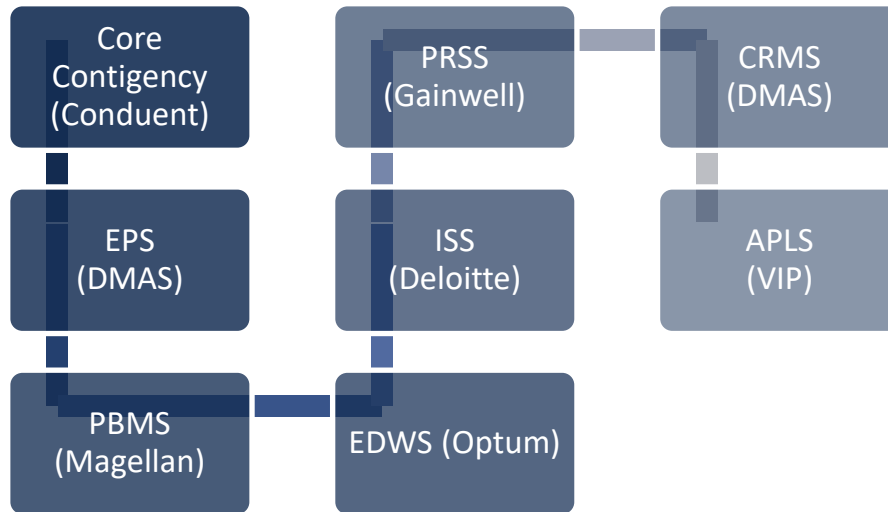 Core
Contigency
(Conduent)
EPS
(DMAS)
PBMS
(Magellan)
EDWS (Optum)
ISS
(Deloitte)
PRSS
(Gainwell)
CRMS
(DMAS)
APLS
(VIP)